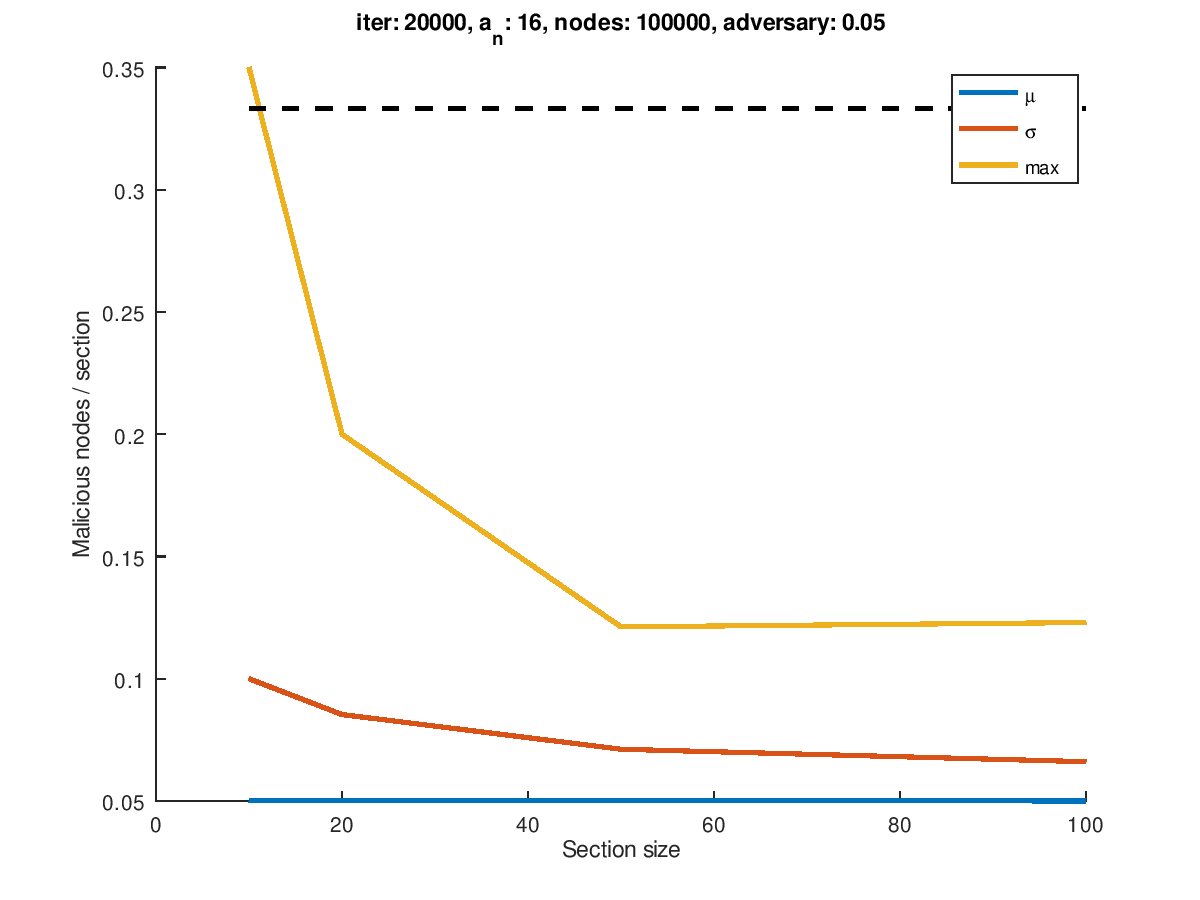 iter: 20000, a_n: 16, nodes: 100000, adversary: 0.05
0.35
0.3
0.25
0.2
0.15
0.1
0.05
Malicious nodes / section
μ
σ
max
0 20 40 60 80 100
Section size